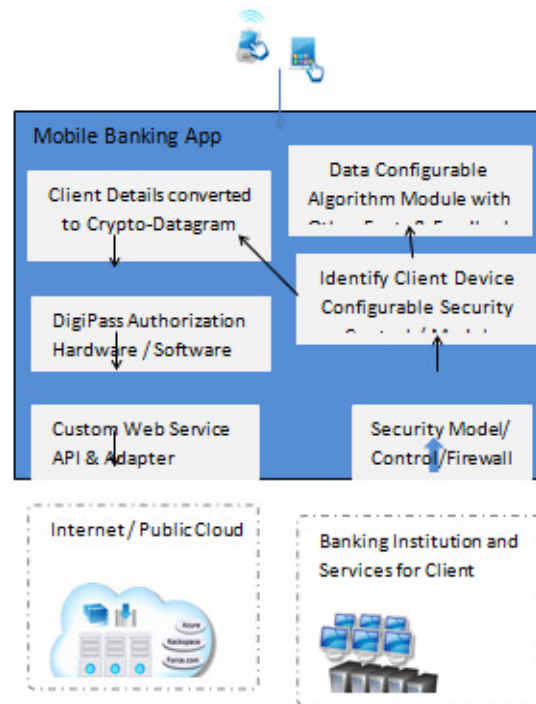 Mobile Banking App
Client Details converted
to Crypto-Datagram
Data Configurable
Algorithm Module with
Identify Client Device
Configurable Security
DigiPass Authorization
Hardware / Software
Custom Web Service
API & Adapter
Security Model/
Control/Firewall
Internet / Public Cloud
Azure
Rackspace
Force.com
Banking Institution and
Services for Client